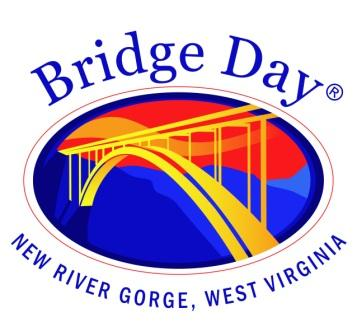 Bridge Day®
NEW RIVER GORGE, WEST VIRGINIA